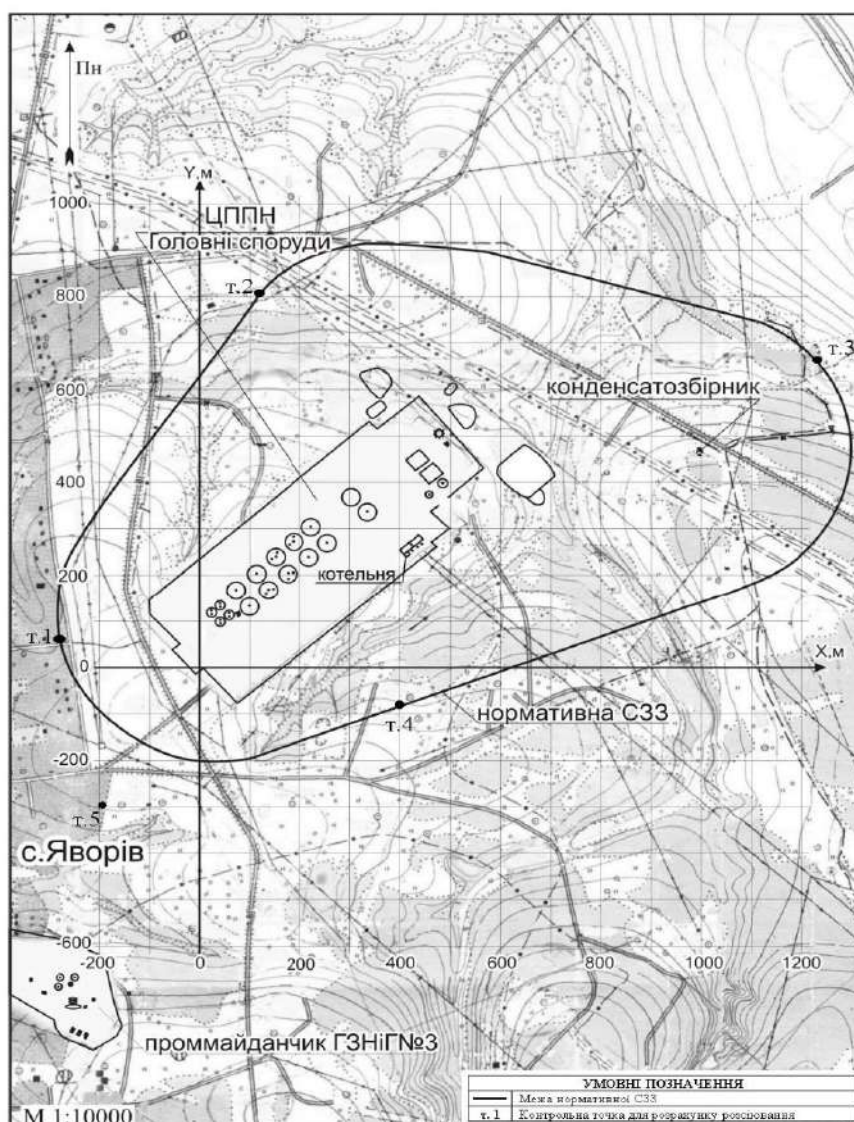 Пн
Y,м
1000
ЦППН
Головні споруди
т.2
800
т.3
600
конденсатозбірник
400
200
котельня
т.1
0
X,м
т.4
нормативна СЗЗ
-200
т.5
с.Яворів
600
-200
0
200
400
600
800
1000
1200
проммайданчик ГЗНіГ№3
М 1:10000
УМОВНІ ПОЗНАЧЕННЯ
Межа нормативної СЗЗ
т. 1 Контрольна точка для розрахунку розсіювання